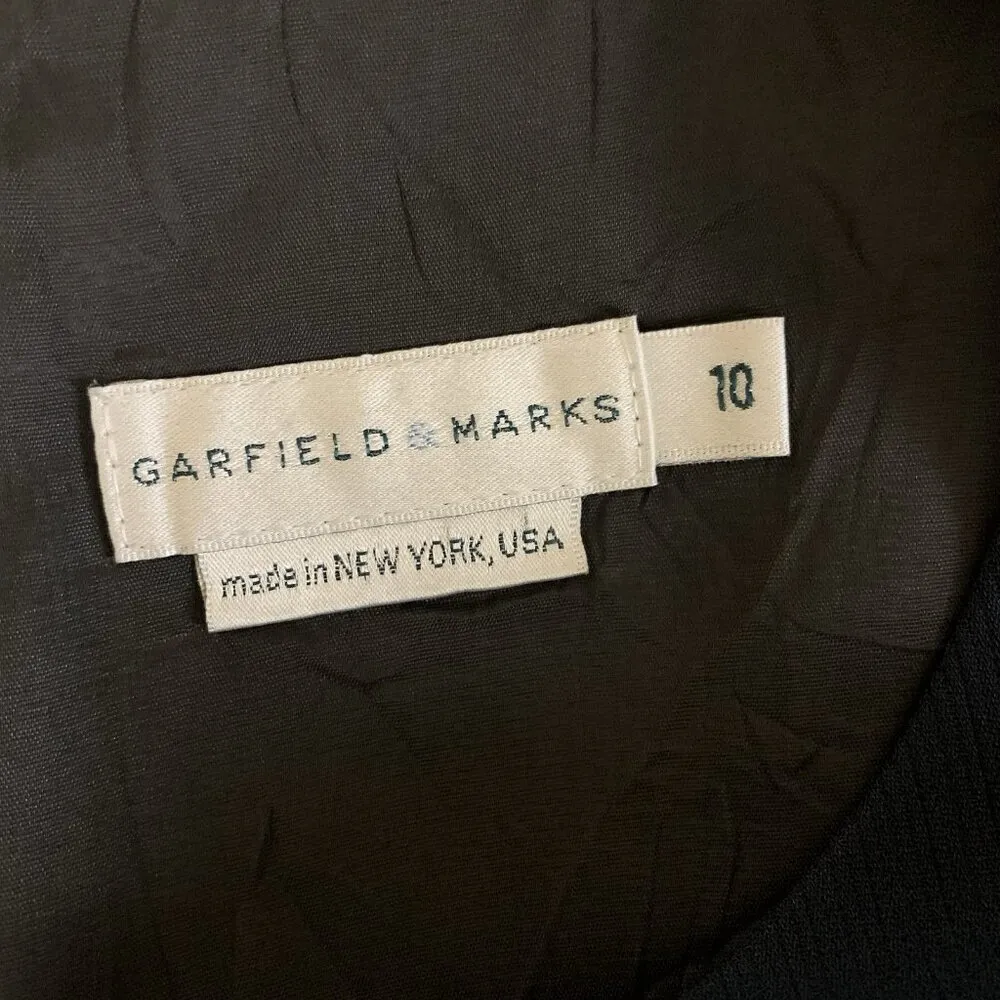 GARFIELD & MARKS
10
made in NEW YORK, USA